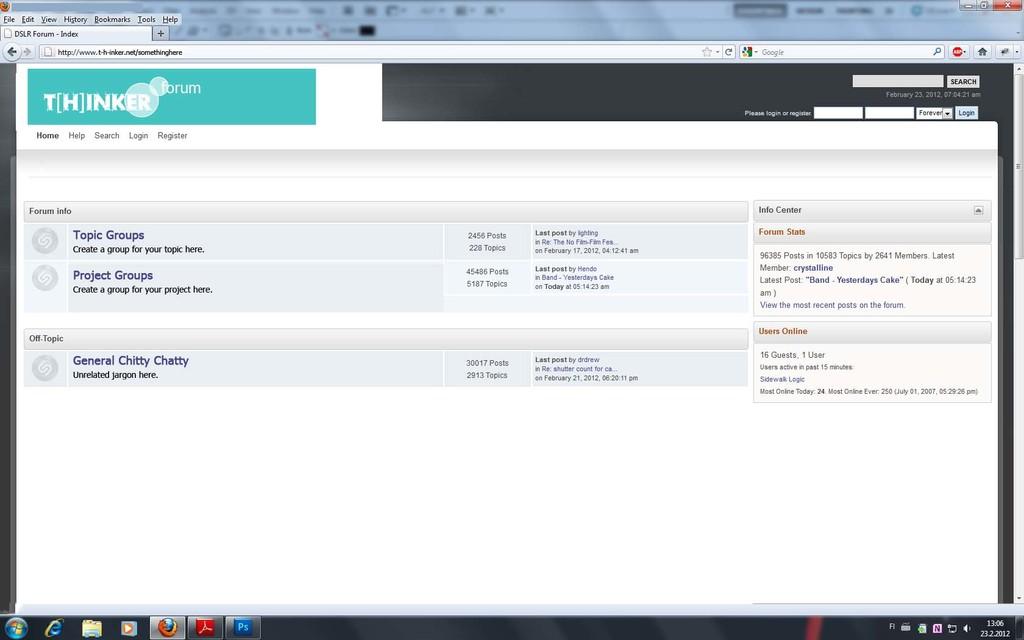 File Edit View History Bookmarks Tools Help
DSLR Forum - Index
http://www.t-h-inker.net/somethinghere
Google
T[H]INKER forum
SEARCH
February 23, 2012, 07:04:21 am
Please login or register.
Forever
Login
Home Help Search Login Register
Forum info
Topic Groups
Create a group for your topic here.
2456 Posts
228 Topics
Last post by lighting
in Re: The No Film-Film Fes...
on February 17, 2012, 04:12:41 am
Project Groups
Create a group for your project here.
45486 Posts
5187 Topics
Last post by Hendo
in Band - Yesterdays Cake
on Today at 05:14:23 am
Off-Topic
General Chitty Chatty
Unrelated jargon here.
30017 Posts
2913 Topics
Last post by drdrew
in Re: shutter count for ca...
on February 21, 2012, 06:20:11 pm
Info Center
Forum Stats
96385 Posts in 10583 Topics by 2641 Members. Latest
Member: crystalline
Latest Post: "Band - Yesterdays Cake" ( Today at 05:14:23
am )
View the most recent posts on the forum.
Users Online
16 Guests, 1 User
Users active in past 15 minutes:
Sidewalk Logic
Most Online Today: 24. Most Online Ever: 250 (July 01, 2007, 05:29:26 pm)
ABP
Ps
FI
N
13:06
23.2.2012